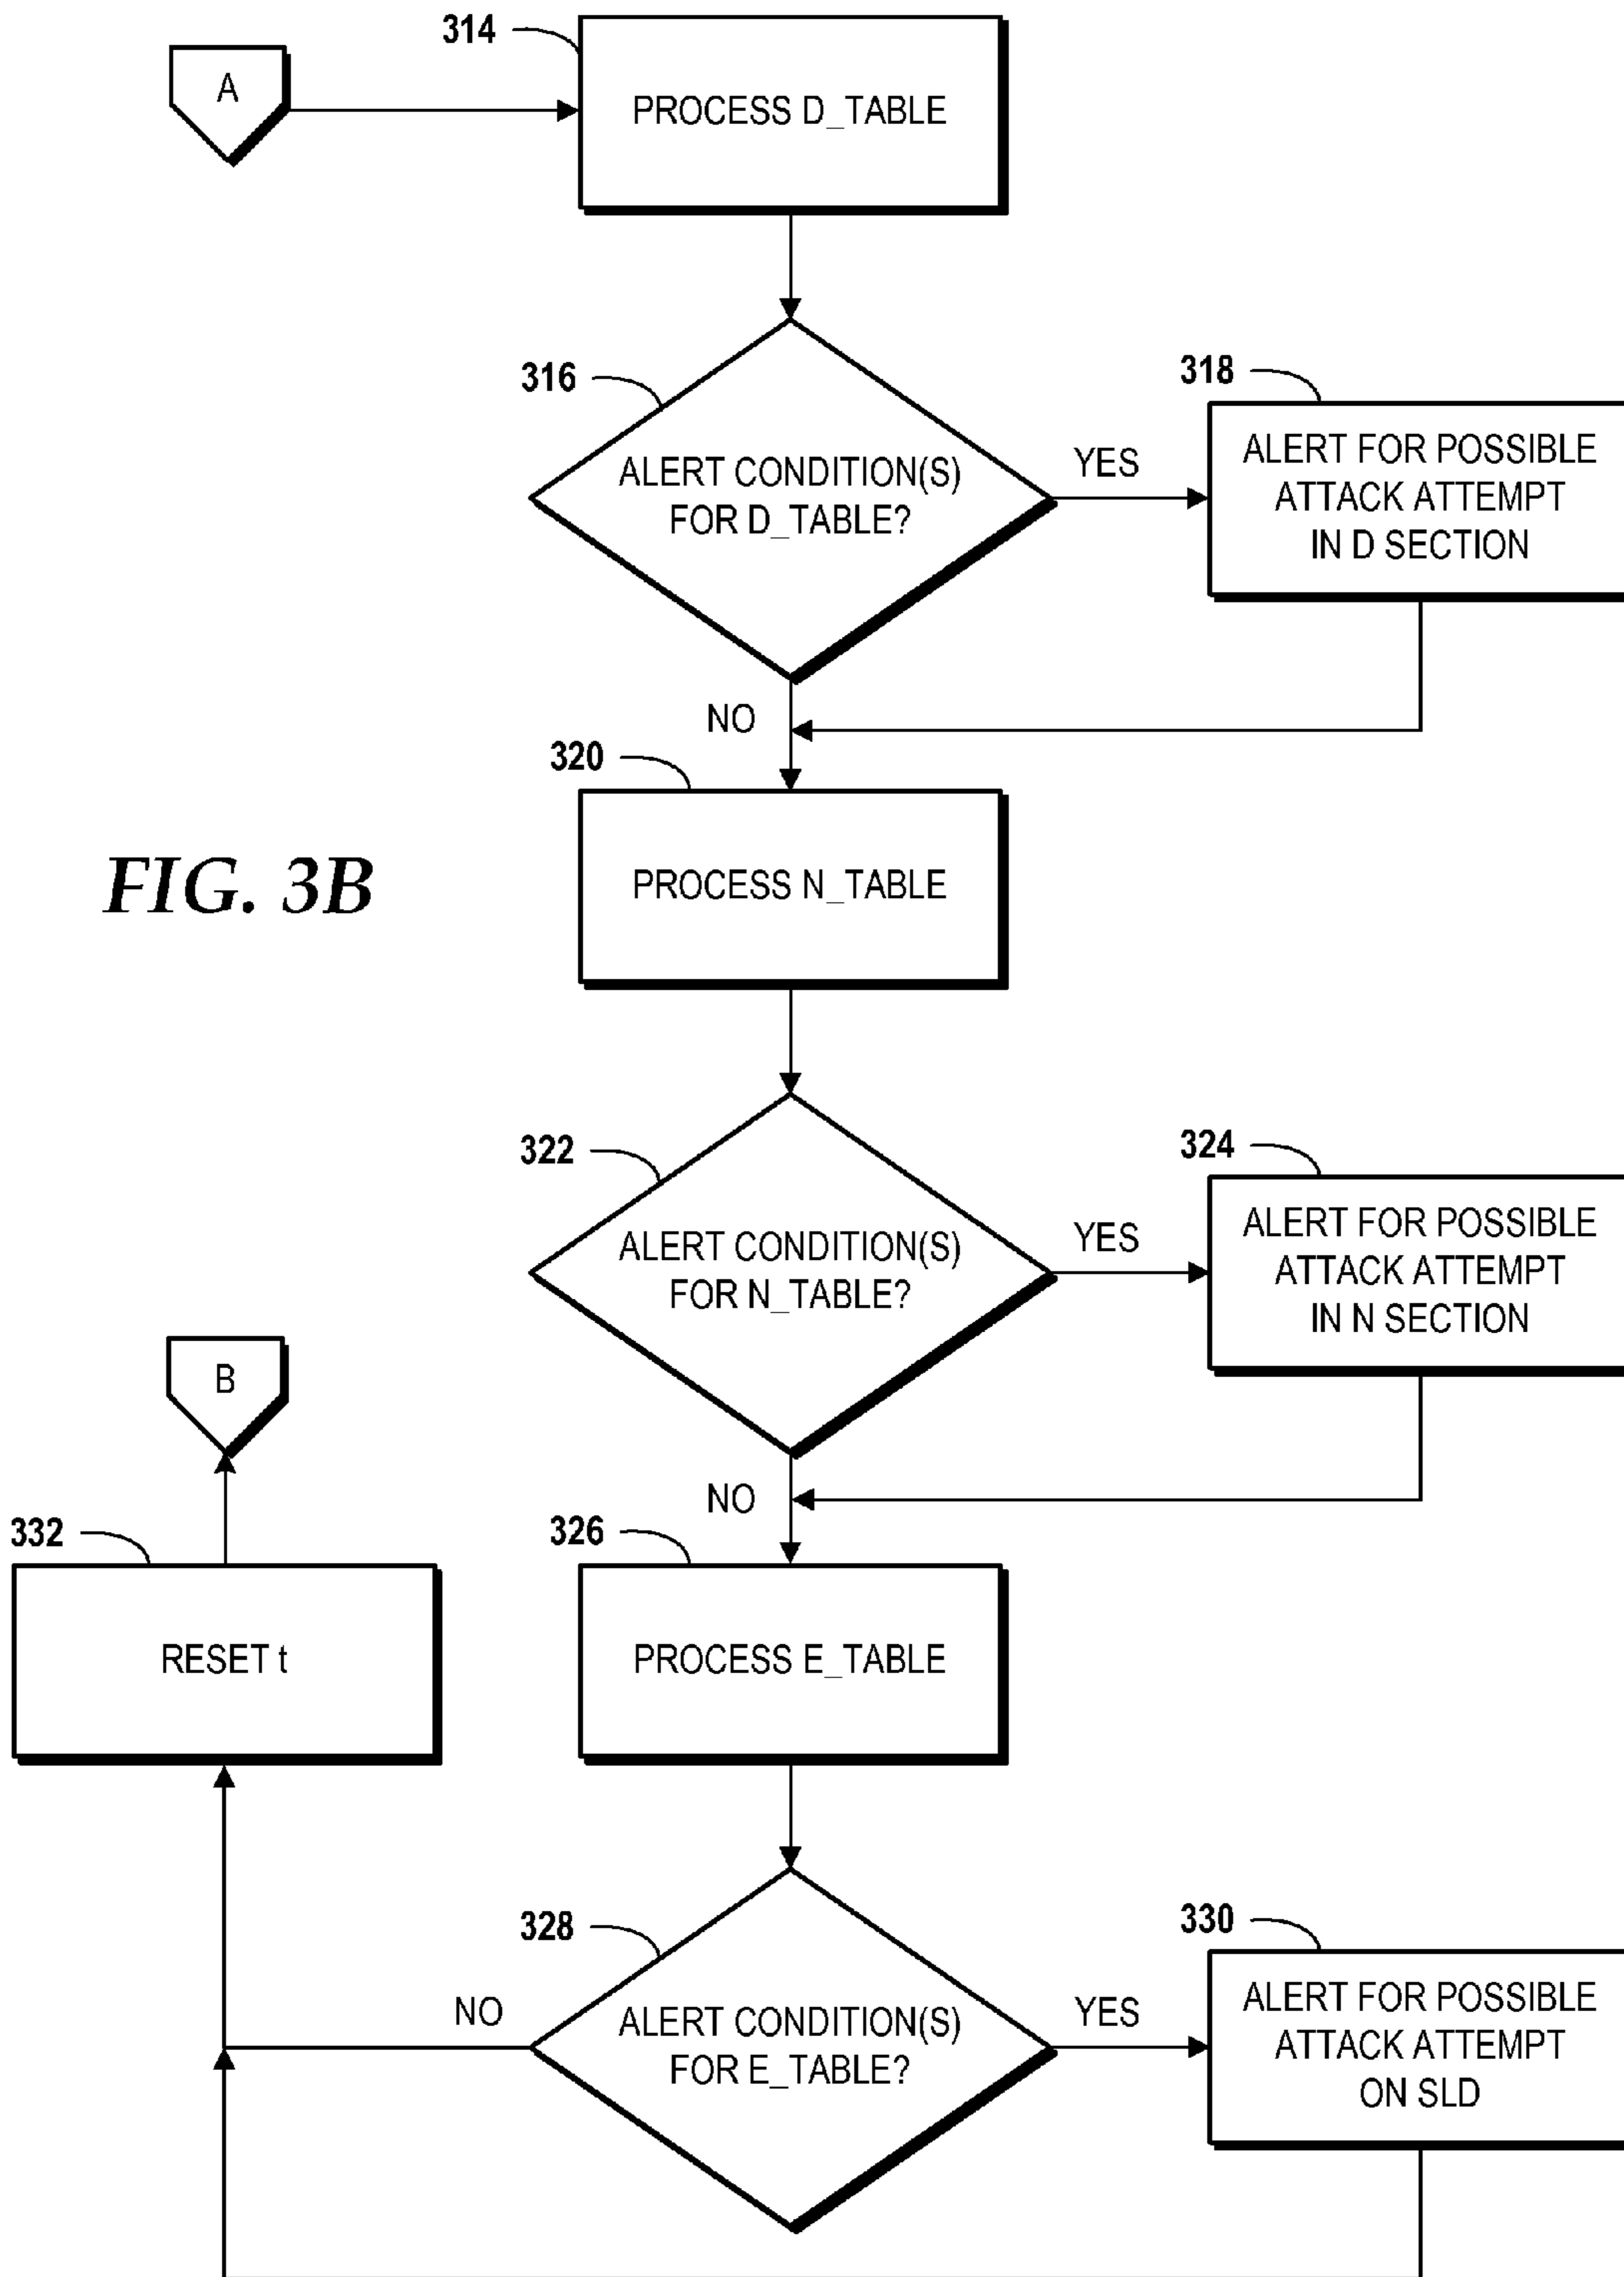 314
A
PROCESS D_TABLE
316
318
ALERT CONDITION(S)
FOR D_TABLE?
YES
ALERT FOR POSSIBLE
ATTACK ATTEMPT
IN D SECTION
NO
320
FIG. 3B
PROCESS N_TABLE
322
324
ALERT CONDITION(S)
FOR N_TABLE?
YES
ALERT FOR POSSIBLE
ATTACK ATTEMPT
IN N SECTION
B
NO
332
326
RESET t
PROCESS E_TABLE
328
330
NO
ALERT CONDITION(S)
FOR E_TABLE?
YES
ALERT FOR POSSIBLE
ATTACK ATTEMPT
ON SLD